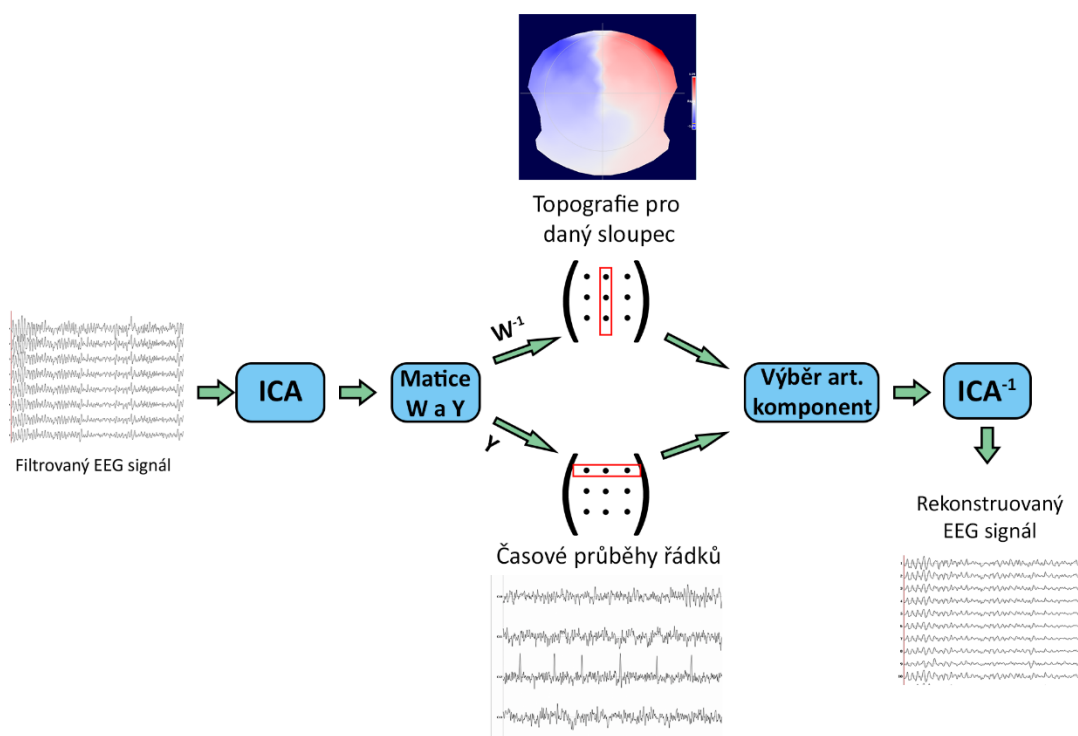 Topografie pro
daný sloupec
W⁻¹
ICA
Matice
W a Y
Výběr art.
komponent
ICA⁻¹
Filtrovaný EEG signál
Y
Rekonstruovaný
EEG signál
Časové průběhy řádků